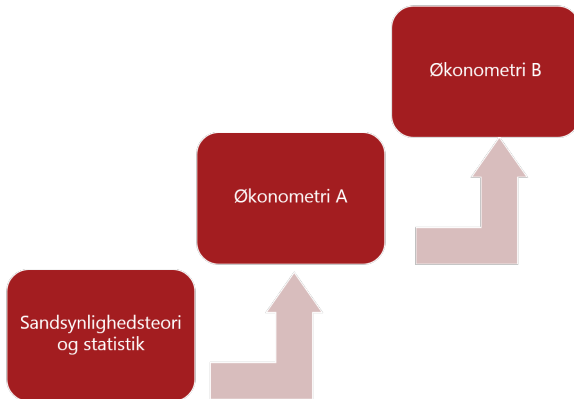 Økonometri B
Økonometri A
Sandsynlighedsteori
og statistik